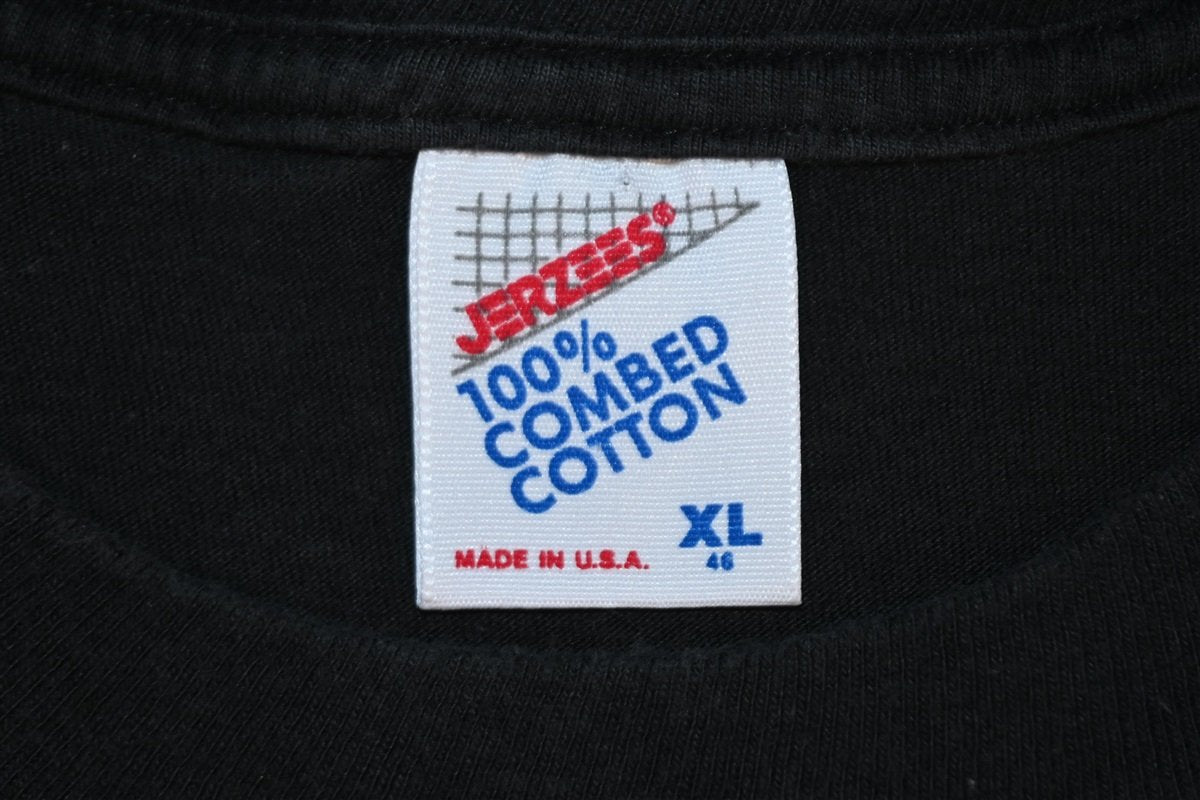 JERZEES®
100%
COMBED
COTTON
XL
46
MADE IN U.S.A.